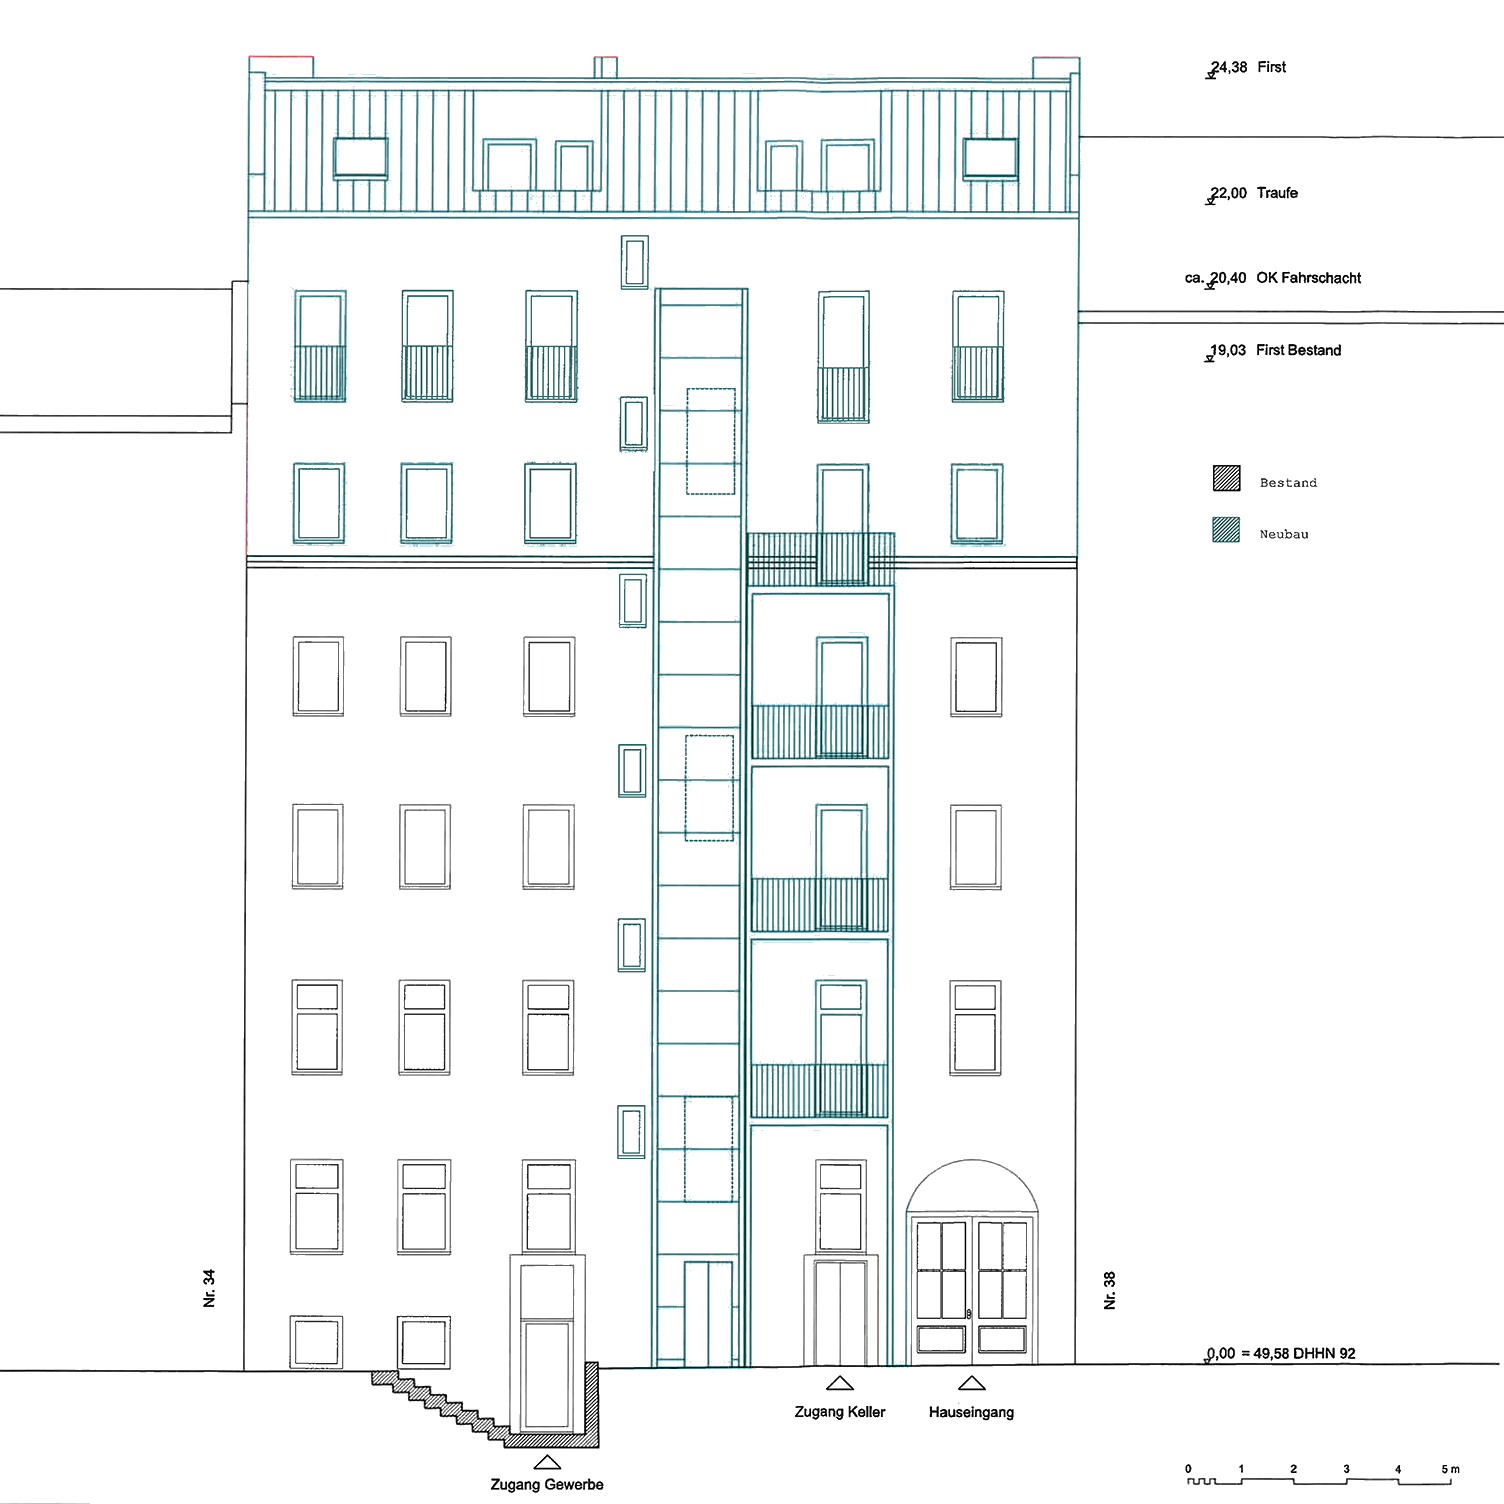 24,38 First
22,00 Traufe
ca. 20,40 OK Fahrschacht
19,03 First Bestand
Bestand
Neubau
Nr. 34
Nr. 38
0,00 = 49,58 DHHN 92
Zugang Keller
Hauseingang
Zugang Gewerbe
0 1 2 3 4 5 m